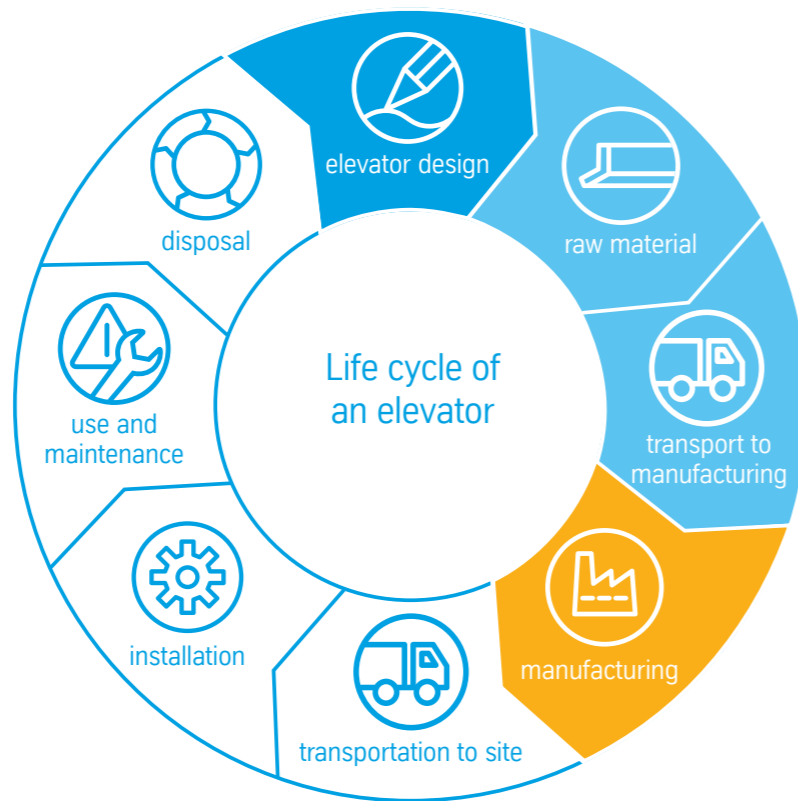 Life cycle of
an elevator
elevator design
raw material
transport to
manufacturing
manufacturing
transportation to site
installation
use and
maintenance
disposal